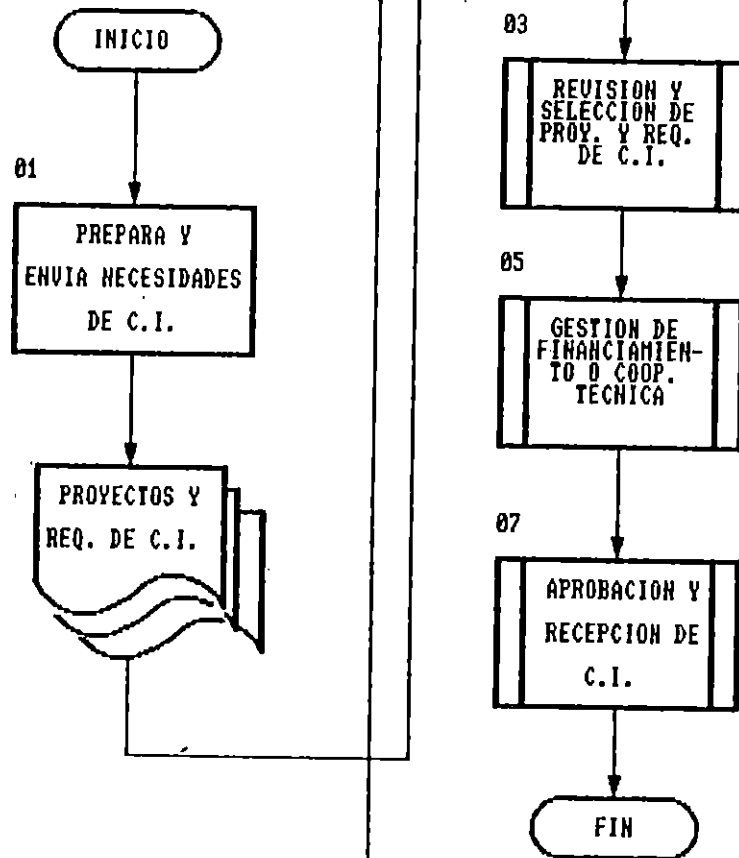 INICIO
01
PREPARA Y
ENVIA NECESIDADES
DE C.I.
PROYECTOS Y
REQ. DE C.I.
03
REVISION Y
SELECCION DE
PROY. Y REQ.
DE C.I.
05
GESTION DE
FINANCIAMIEN-
TO O COOP.
TECNICA
07
APROBACION Y
RECEPCION DE
C.I.
FIN